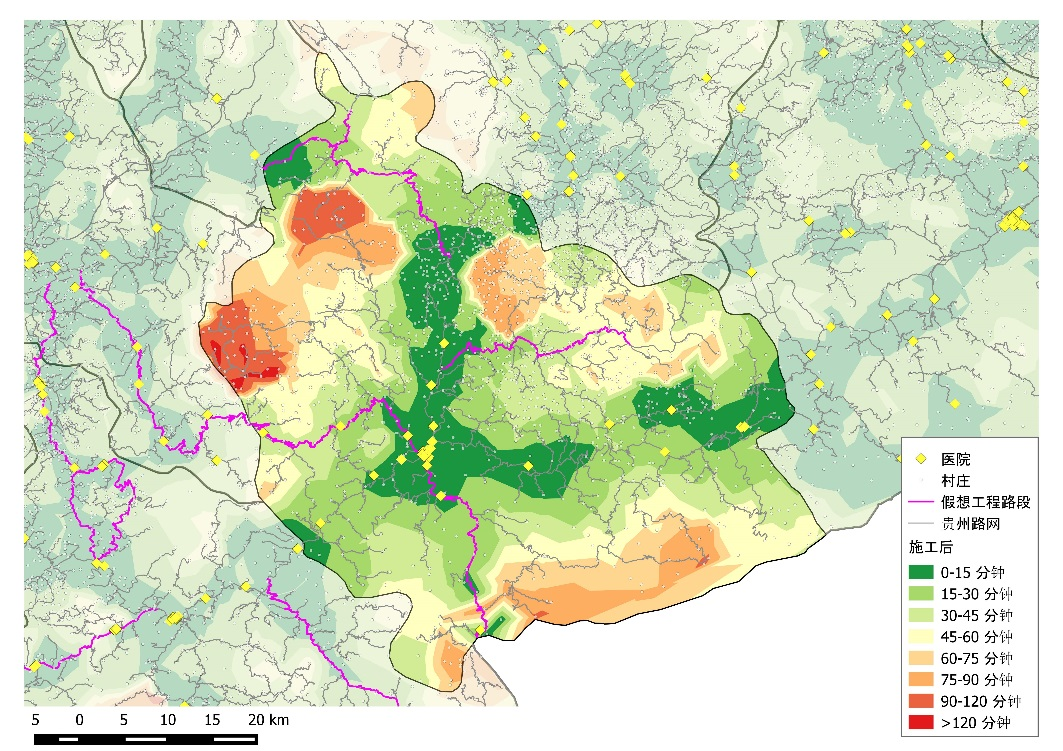 医院
村庄
假想工程路段
贵州路网
施工后
0-15 分钟
15-30 分钟
30-45 分钟
45-60 分钟
60-75 分钟
75-90 分钟
90-120 分钟
>120 分钟
5 0 5 10 15 20 km